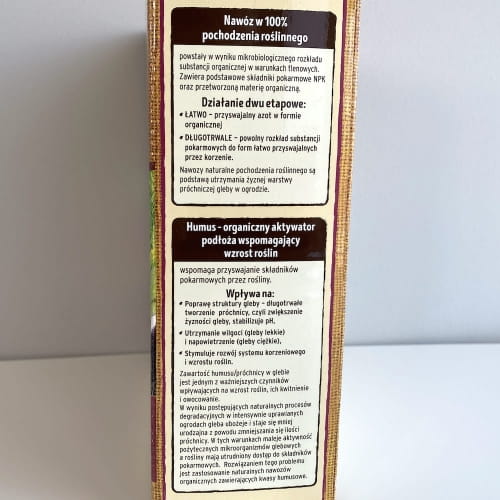 Nawóz w 100%
pochodzenia roślinnego
powstały w wyniku mikrobiologicznego rozkładu
substancji organicznej w warunkach tlenowych.
Zawiera podstawowe składniki pokarmowe NPK
oraz przetworzoną materię organiczną.
Działanie dwu etapowe:
• ŁATWO – przyswajalny azot w formie
organicznej
• DŁUGOTRWALE – powolny rozkład substancji
pokarmowych do form łatwo przyswajalnych
przez korzenie.
Nawozy naturalne pochodzenia roślinnego są
podstawą utrzymania żyznej warstwy
próchniczej gleby w ogrodzie.
Humus – organiczny aktywator
podłoża wspomagający
wzrost roślin
wspomaga przyswajanie składników
pokarmowych przez rośliny.
Wpływa na:
• Poprawę struktury gleby – długotrwałe
tworzenie próchnicy, czyli zwiększenie
żyzności gleby, stabilizuje pH,
• Utrzymanie wilgoci (gleby lekkie)
i napowietrzenie (gleby ciężkie),
• Stymuluje rozwój systemu korzeniowego
i wzrostu roślin.
Zawartość humusu/próchnicy w glebie
jest jednym z ważniejszych czynników
wpływających na wzrost roślin, ich kwitnienie
i owocowanie.
W wyniku postępujących naturalnych procesów
degradacyjnych w intensywnie uprawianych
ogrodach gleba ubożeje i staje się mniej
urodzajna z powodu zmniejszania się ilości
próchnicy. W tych warunkach maleje aktywność
pożytecznych mikroorganizmów glebowych
a rośliny mają utrudniony dostęp do składników
pokarmowych. Rozwiązaniem tego problemu
jest zastosowanie naturalnych nawozów
organicznych zawierających kwasy humusowe.